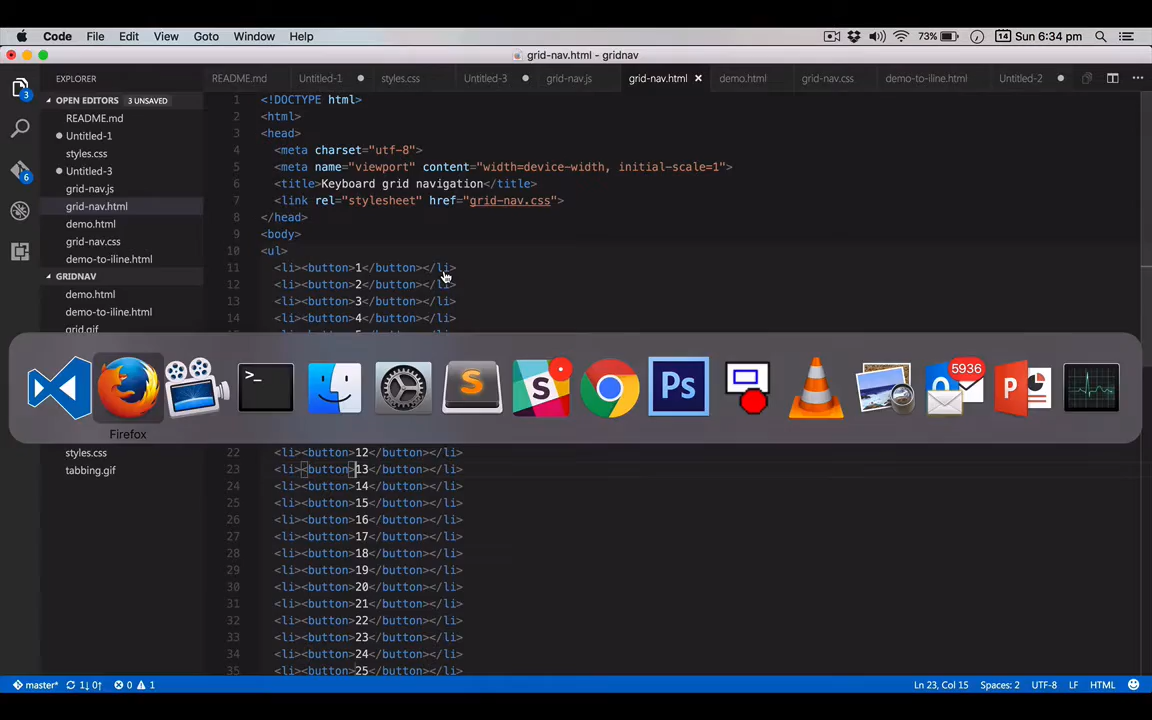 Code File Edit View Goto Window Help
73% 14 Sun 6:34 pm
grid-nav.html - gridnav
EXPLORER
OPEN EDITORS 3 UNSAVED
README.md
Untitled-1
styles.css
Untitled-3
grid-nav.js
grid-nav.html
demo.html
grid-nav.css
demo-to-iline.html
GRIDNAV
demo.html
demo-to-iline.html
grid.gif
styles.css
tabbing.gif
3
6
README.md Untitled-1 styles.css Untitled-3 grid-nav.js grid-nav.html demo.html grid-nav.css demo-to-iline.html Untitled-2
1 <!DOCTYPE html>
2 <html>
3 <head>
4 <meta charset="utf-8">
5 <meta name="viewport" content="width=device-width, initial-scale=1">
6 <title>Keyboard grid navigation</title>
7 <link rel="stylesheet" href="grid-nav.css">
8 </head>
9 <body>
10 <ul>
11 <li><button>1</button></li>
12 <li><button>2</button></li>
13 <li><button>3</button></li>
14 <li><button>4</button></li>
>_
S
Ps
5936
P
Firefox
22 <li><button>12</button></li>
23 <li><button>13</button></li>
24 <li><button>14</button></li>
25 <li><button>15</button></li>
26 <li><button>16</button></li>
27 <li><button>17</button></li>
28 <li><button>18</button></li>
29 <li><button>19</button></li>
30 <li><button>20</button></li>
31 <li><button>21</button></li>
32 <li><button>22</button></li>
33 <li><button>23</button></li>
34 <li><button>24</button></li>
35 <li><button>25</button></li>
master* 1↓ 0↑ 0 1
Ln 23, Col 15 Spaces: 2 UTF-8 LF HTML